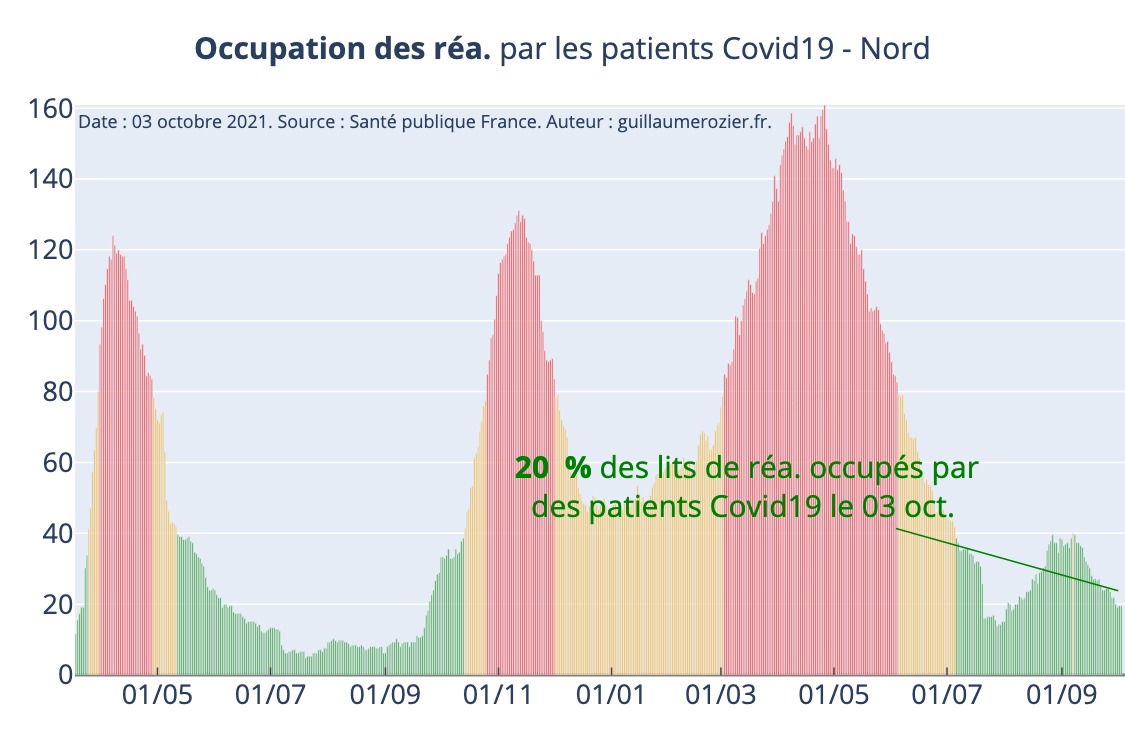 Occupation des réa. par les patients Covid19 - Nord
160
Date : 03 octobre 2021. Source : Santé publique France. Auteur : guillaumerozier.fr.
140
120
100
80
60
20  % des lits de réa. occupés par
des patients Covid19 le 03 oct.
40
20
0
01/05 01/07 01/09 01/11 01/01 01/03 01/05 01/07 01/09